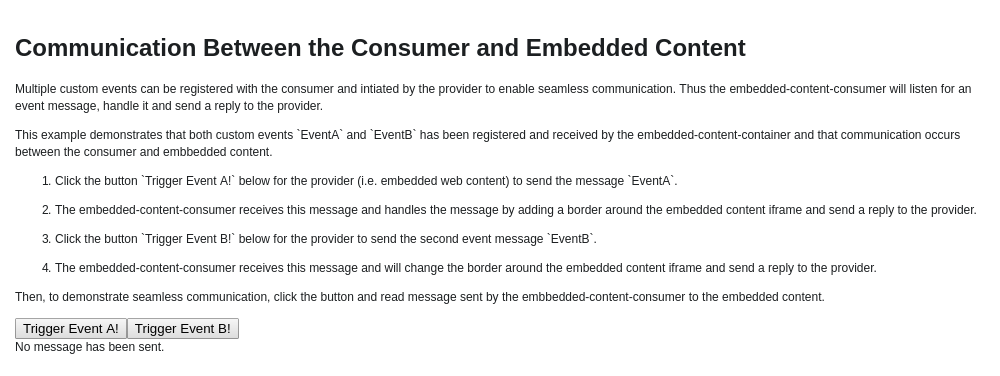 Communication Between the Consumer and Embedded Content
Multiple custom events can be registered with the consumer and intiated by the provider to enable seamless communication. Thus the embedded-content-consumer will listen for an
event message, handle it and send a reply to the provider.
This example demonstrates that both custom events `EventA` and `EventB` has been registered and received by the embedded-content-container and that communication occurs
between the consumer and embbedded content.
1. Click the button `Trigger Event A!` below for the provider (i.e. embedded web content) to send the message `EventA`.
2. The embedded-content-consumer receives this message and handles the message by adding a border around the embedded content iframe and send a reply to the provider.
3. Click the button `Trigger Event B!` below for the provider to send the second event message `EventB`.
4. The embedded-content-consumer receives this message and will change the border around the embedded content iframe and send a reply to the provider.
Then, to demonstrate seamless communication, click the button and read message sent by the embbedded-content-consumer to the embedded content.
Trigger Event A! Trigger Event B!
No message has been sent.